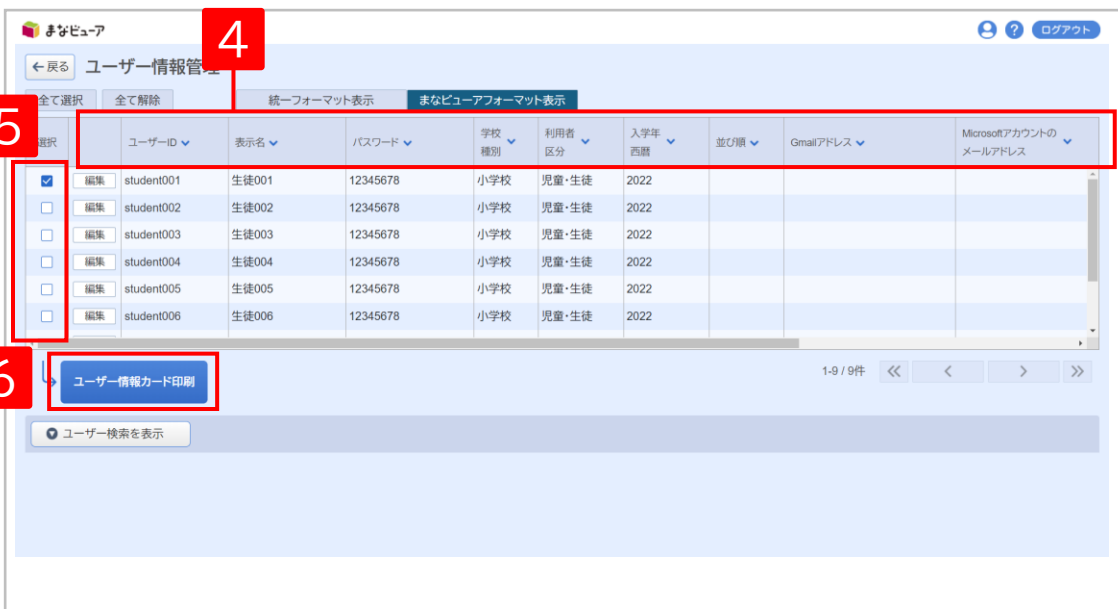 まなビューア
?
ログアウト
4
←戻る
ユーザー情報管理
全て選択 全て解除 統一フォーマット表示 まなビューアフォーマット表示
5
選択 ユーザーID 表示名 パスワード 学校種別 利用者区分 入学年西暦 並び順 Gmailアドレス Microsoftアカウントのメールアドレス
編集 student001 生徒001 12345678 小学校 児童・生徒 2022
編集 student002 生徒002 12345678 小学校 児童・生徒 2022
編集 student003 生徒003 12345678 小学校 児童・生徒 2022
編集 student004 生徒004 12345678 小学校 児童・生徒 2022
編集 student005 生徒005 12345678 小学校 児童・生徒 2022
編集 student006 生徒006 12345678 小学校 児童・生徒 2022
6
ユーザー情報カード印刷
1-9 / 9件
ユーザー検索を表示